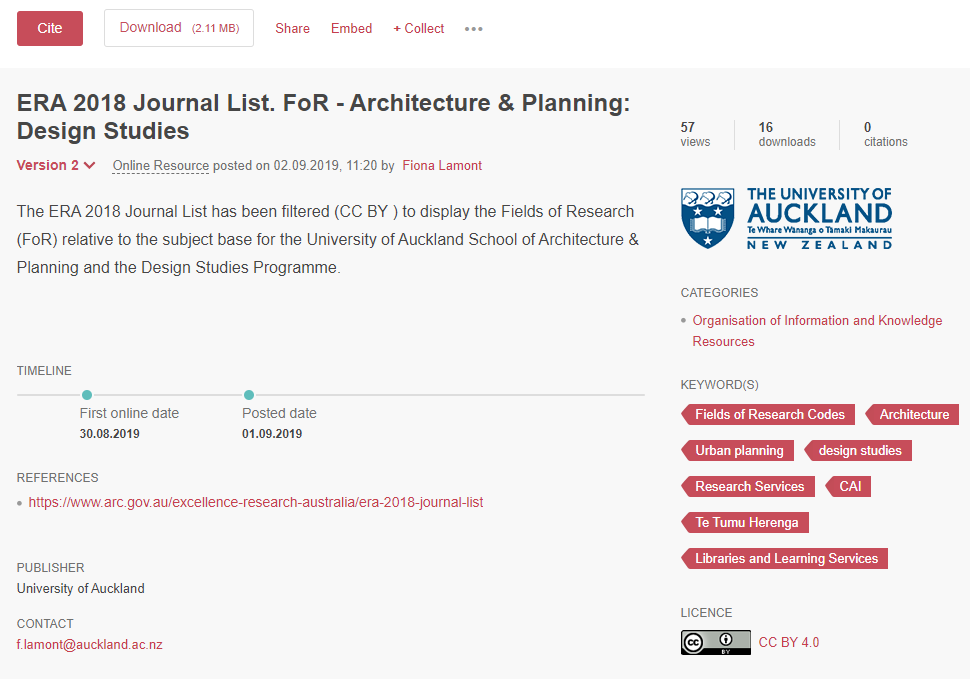 Cite
Download (2.11 MB)
Share
Embed
+ Collect
ERA 2018 Journal List. FoR - Architecture & Planning:
Design Studies
Version 2
Online Resource posted on 02.09.2019, 11:20 by Fiona Lamont
The ERA 2018 Journal List has been filtered (CC BY ) to display the Fields of Research
(FoR) relative to the subject base for the University of Auckland School of Architecture &
Planning and the Design Studies Programme.
TIMELINE
First online date
30.08.2019
Posted date
01.09.2019
REFERENCES
https://www.arc.gov.au/excellence-research-australia/era-2018-journal-list
PUBLISHER
University of Auckland
CONTACT
f.lamont@auckland.ac.nz
57
views
16
downloads
0
citations
THE UNIVERSITY OF
AUCKLAND
Te Whare Wānanga o Tāmaki Makaurau
NEW ZEALAND
CATEGORIES
Organisation of Information and Knowledge
Resources
KEYWORD(S)
Fields of Research Codes
Architecture
Urban planning
design studies
Research Services
CAI
Te Tumu Herenga
Libraries and Learning Services
LICENCE
cc
BY
CC BY 4.0